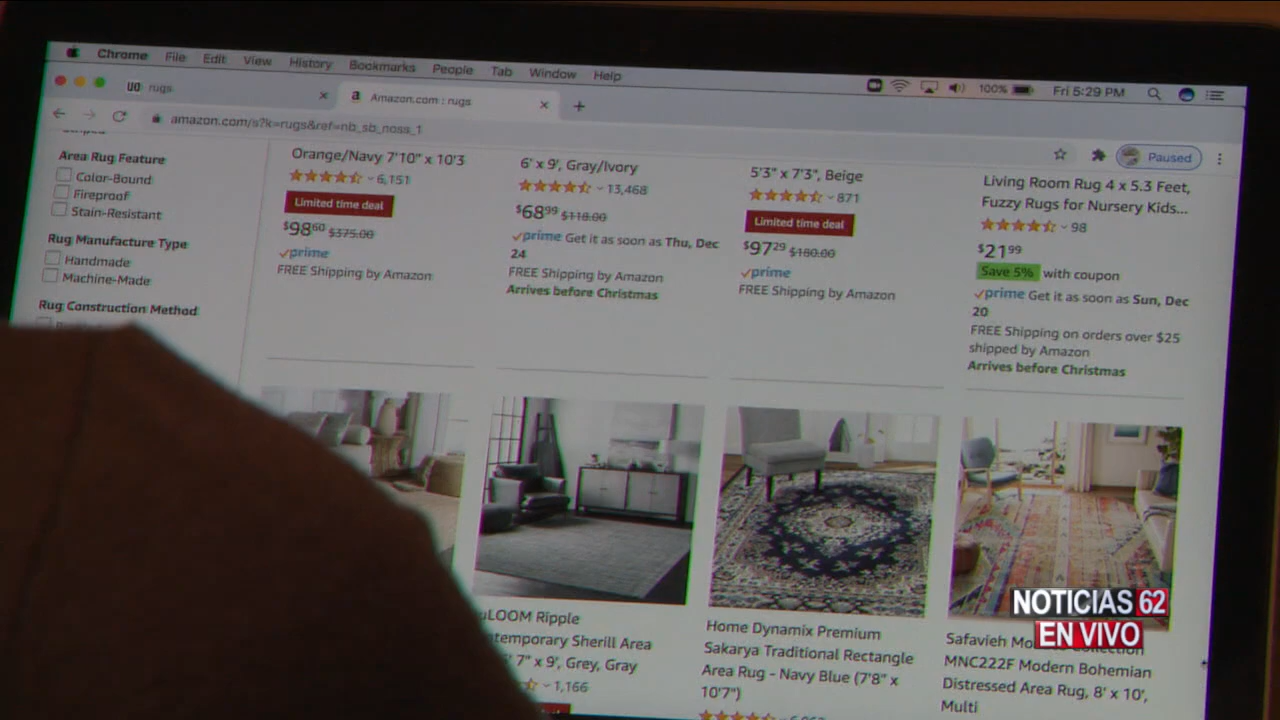 Chrome File Edit View History Bookmarks People Tab Window Help
100% Fri 5:29 PM
UO rugs
a Amazon.com : rugs
amazon.com/s?k=rugs&ref=nb_sb_noss_1
Paused
Area Rug Feature
Color-Bound
Fireproof
Stain-Resistant
Rug Manufacture Type
Handmade
Machine-Made
Rug Construction Method
Orange/Navy 7'10" x 10'3
6,151
Limited time deal
$98.60 $375.00
prime
FREE Shipping by Amazon
6' x 9', Gray/Ivory
13,468
$68.99 $118.00
prime Get it as soon as Thu, Dec
24
FREE Shipping by Amazon
Arrives before Christmas
5'3" x 7'3", Beige
871
Limited time deal
$97.29 $180.00
prime
FREE Shipping by Amazon
Living Room Rug 4 x 5.3 Feet,
Fuzzy Rugs for Nursery Kids...
98
$21.99
Save 5% with coupon
prime Get it as soon as Sun, Dec
20
FREE Shipping on orders over $25
shipped by Amazon
Arrives before Christmas
uLOOM Ripple
temporary Sherill Area
7" x 9', Grey, Gray
1,166
Home Dynamix Premium
Sakarya Traditional Rectangle
Area Rug - Navy Blue (7'8" x
10'7")
Safavieh
MNC222F Modern Bohemian
Distressed Area Rug, 8' x 10',
Multi
NOTICIAS 62
EN VIVO